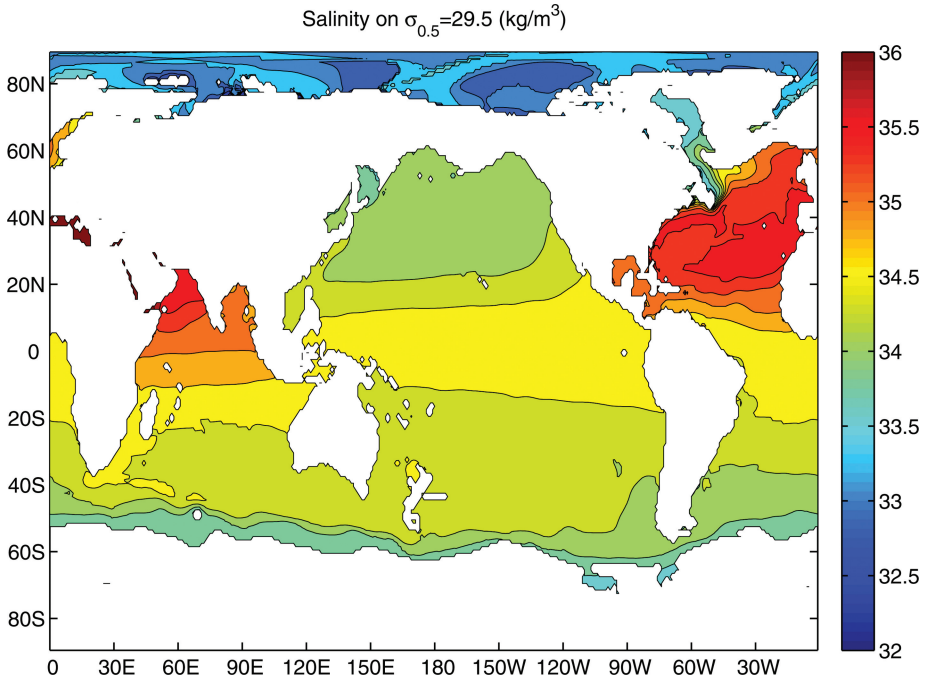 Salinity on σ0.5=29.5 (kg/m3)
80N
60N
40N
20N
0
20S
40S
60S
80S
0 30E 60E 90E 120E 150E 180 150W 120W 90W 60W 30W
36
35.5
35
34.5
34
33.5
33
32.5
32